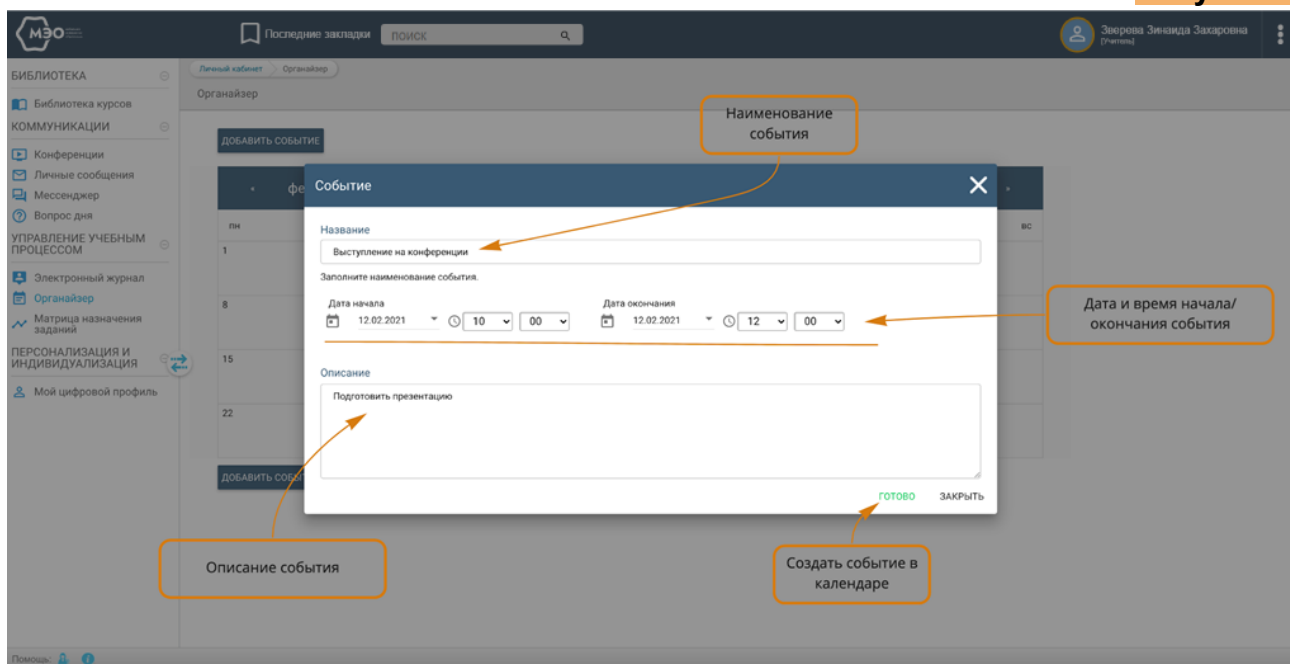 МЭО
Последние закладки
ПОИСК
Зверева Зинаида Захаровна
[Учитель]
БИБЛИОТЕКА
Библиотека курсов
КОММУНИКАЦИИ
Конференции
Личные сообщения
Мессенджер
Вопрос дня
УПРАВЛЕНИЕ УЧЕБНЫМ
ПРОЦЕССОМ
Электронный журнал
Органайзер
Матрица назначения
заданий
ПЕРСОНАЛИЗАЦИЯ И
ИНДИВИДУАЛИЗАЦИЯ
Мой цифровой профиль
Личный кабинет Органайзер
Органайзер
ДОБАВИТЬ СОБЫТИЕ
Наименование
события
фе
Событие
пн
вс
1
8
15
22
Название
Выступление на конференции
Заполните наименование события.
Дата начала
Дата окончания
12.02.2021 10 00
12.02.2021 12 00
Дата и время начала/
окончания события
Описание
Подготовить презентацию
ДОБАВИТЬ СОБЫ
ГОТОВО ЗАКРЫТЬ
Описание события
Создать событие в
календаре
Помощь: